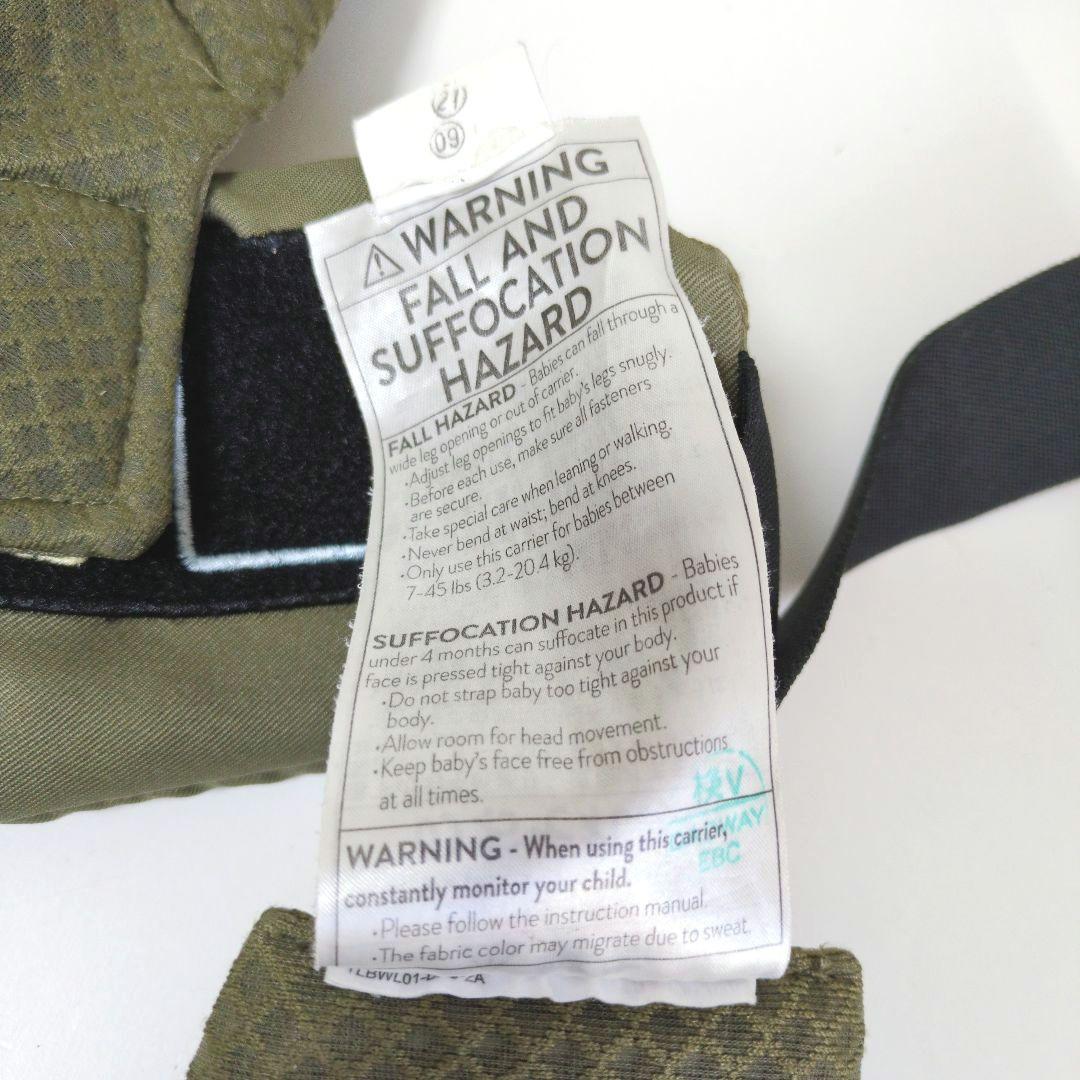 21
09
WARNING
FALL AND
SUFFOCATION
HAZARD
FALL HAZARD - Babies can fall through a
wide leg opening or out of carrier.
•Adjust leg openings to fit baby's legs snugly.
•Before each use, make sure all fasteners
are secure.
•Take special care when leaning or walking.
•Never bend at waist; bend at knees.
•Only use this carrier for babies between
7-45 lbs (3.2-20.4 kg).
SUFFOCATION HAZARD - Babies
under 4 months can suffocate in this product if
face is pressed tight against your body.
•Do not strap baby too tight against your
body.
•Allow room for head movement.
•Keep baby's face free from obstructions
at all times.
検V
WAY
EBC
WARNING - When using this carrier,
constantly monitor your child.
•Please follow the instruction manual.
•The fabric color may migrate due to sweat.